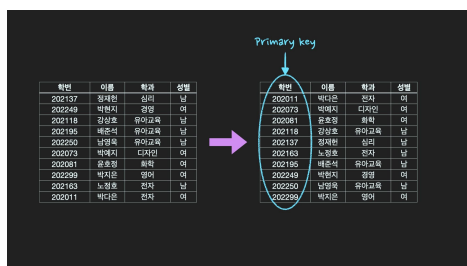 Primary key
학번 이름 학과 성별
202137 정재헌 심리 남
202249 박현지 경영 여
202118 강상호 유아교육 남
202195 배준석 유아교육 남
202250 남영욱 유아교육 남
202073 박예지 디자인 여
202081 윤호정 화학 여
202299 박지은 영어 여
202163 노정호 전자 남
202011 박다은 전자 여
학번 이름 학과 성별
202011 박다은 전자 여
202073 박예지 디자인 여
202081 윤호정 화학 여
202118 강상호 유아교육 남
202137 정재헌 심리 남
202163 노정호 전자 남
202195 배준석 유아교육 남
202249 박현지 경영 여
202250 남영욱 유아교육 남
202299 박지은 영어 여